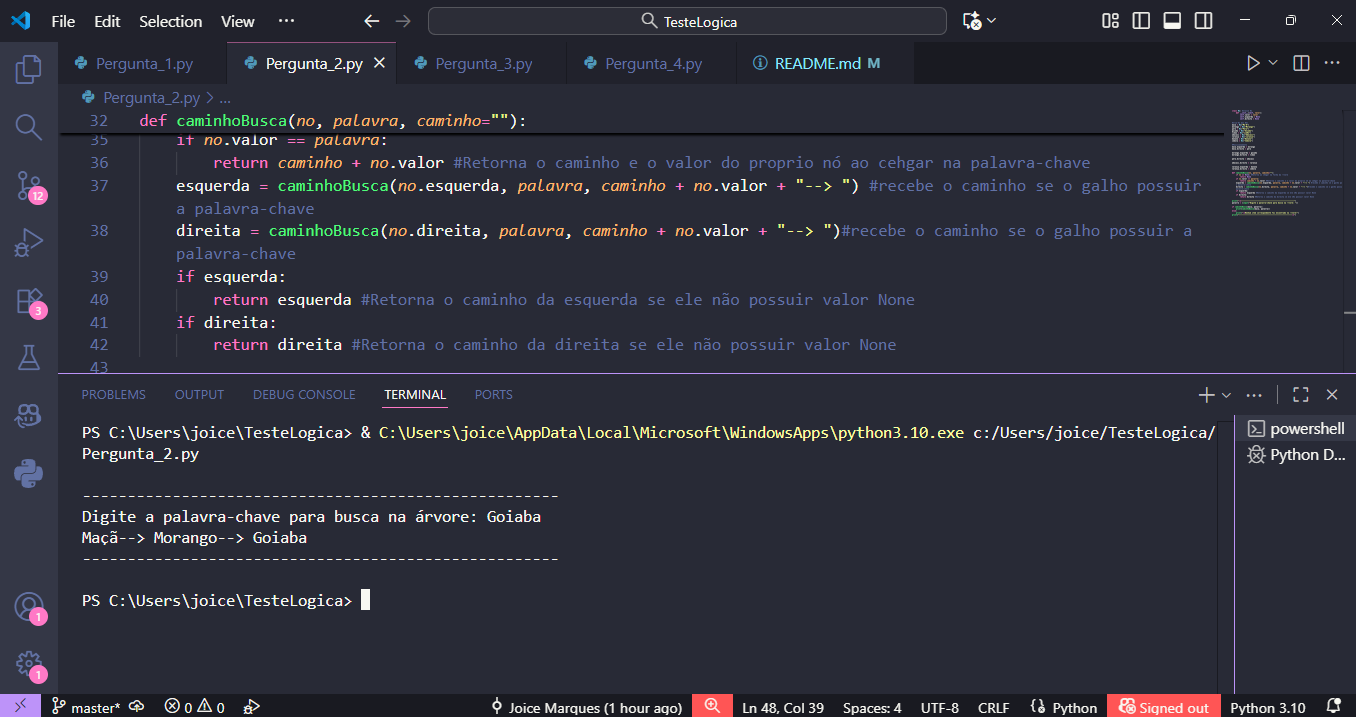 File Edit Selection View ··· TesteLogica
Pergunta_1.py Pergunta_2.py Pergunta_3.py Pergunta_4.py README.md M
Pergunta_2.py > ...
32 def caminhoBusca(no, palavra, caminho=""):
35 if no.valor == palavra:
36 return caminho + no.valor #Retorna o caminho e o valor do proprio nó ao cehgar na palavra-chave
37 esquerda = caminhoBusca(no.esquerda, palavra, caminho + no.valor + "--> ") #recebe o caminho se o galho possuir
a palavra-chave
38 direita = caminhoBusca(no.direita, palavra, caminho + no.valor + "--> ")#recebe o caminho se o galho possuir a
palavra-chave
39 if esquerda:
40 return esquerda #Retorna o caminho da esquerda se ele não possuir valor None
41 if direita:
42 return direita #Retorna o caminho da direita se ele não possuir valor None
43
12
3
1
1
PROBLEMS OUTPUT DEBUG CONSOLE TERMINAL PORTS
PS C:\Users\joice\TesteLogica> & C:\Users\joice\AppData\Local\Microsoft\WindowsApps\python3.10.exe c:/Users/joice/TesteLogica/
Pergunta_2.py
----------------------------------------------------
Digite a palavra-chave para busca na árvore: Goiaba
Maçã--> Morango--> Goiaba
----------------------------------------------------
PS C:\Users\joice\TesteLogica>
powershell
Python D...
master* 0 0 Joice Marques (1 hour ago) Ln 48, Col 39 Spaces: 4 UTF-8 CRLF Python Signed out Python 3.10